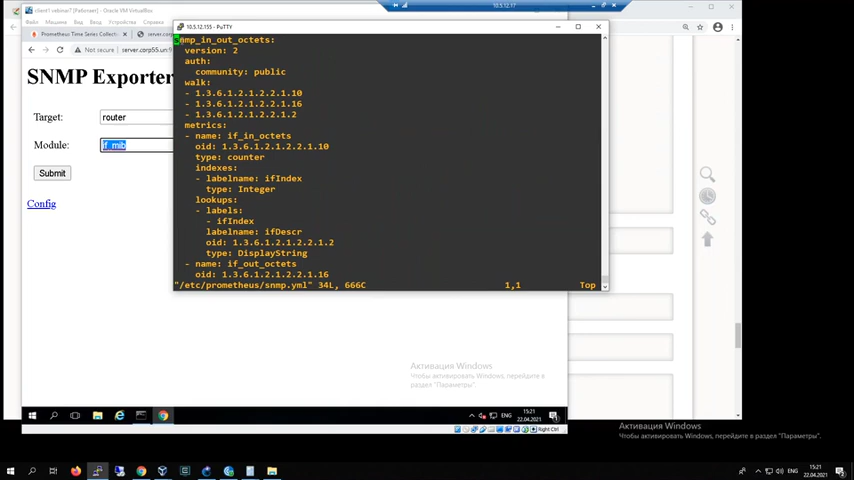 client1 vebinar7 [Работает] - Oracle VM VirtualBox
10.5.12.17
Файл Машина Вид Ввод Устройства Справка
10.5.12.155 - PuTTY
Prometheus Time Series Collection
server.corp
Not secure
server.corp55.un:9
SNMP Exporter
Target:
router
Module:
if_mib
Submit
Config
snmp_in_out_octets:
version: 2
auth:
community: public
walk:
- 1.3.6.1.2.1.2.2.1.10
- 1.3.6.1.2.1.2.2.1.16
- 1.3.6.1.2.1.2.2.1.2
metrics:
- name: if_in_octets
oid: 1.3.6.1.2.1.2.2.1.10
type: counter
indexes:
- labelname: ifIndex
type: Integer
lookups:
- labels:
- ifIndex
labelname: ifDescr
oid: 1.3.6.1.2.1.2.2.1.2
type: DisplayString
- name: if_out_octets
oid: 1.3.6.1.2.1.2.2.1.16
"/etc/prometheus/snmp.yml" 34L, 666C
1,1
Top
Активация Windows
Чтобы активировать Windows, перейдите в
раздел "Параметры".
ENG
15:21
22.04.2021
Right Ctrl
Активация Windows
Чтобы активировать Windows, перейдите в раздел "Параметры".
ENG
15:21
22.04.2021